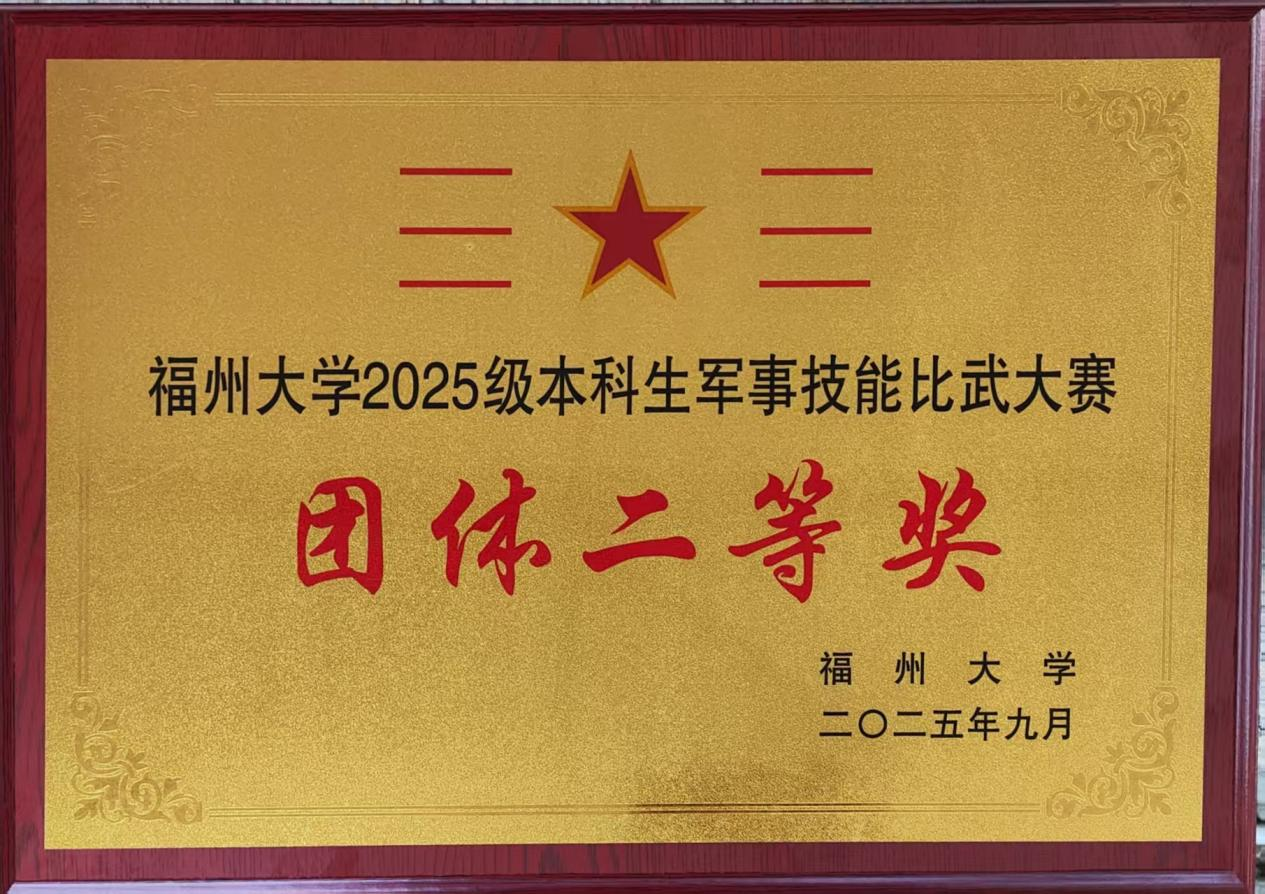 福州大学2025级本科生军事技能比武大赛
团体二等奖
福州大学
二〇二五年九月